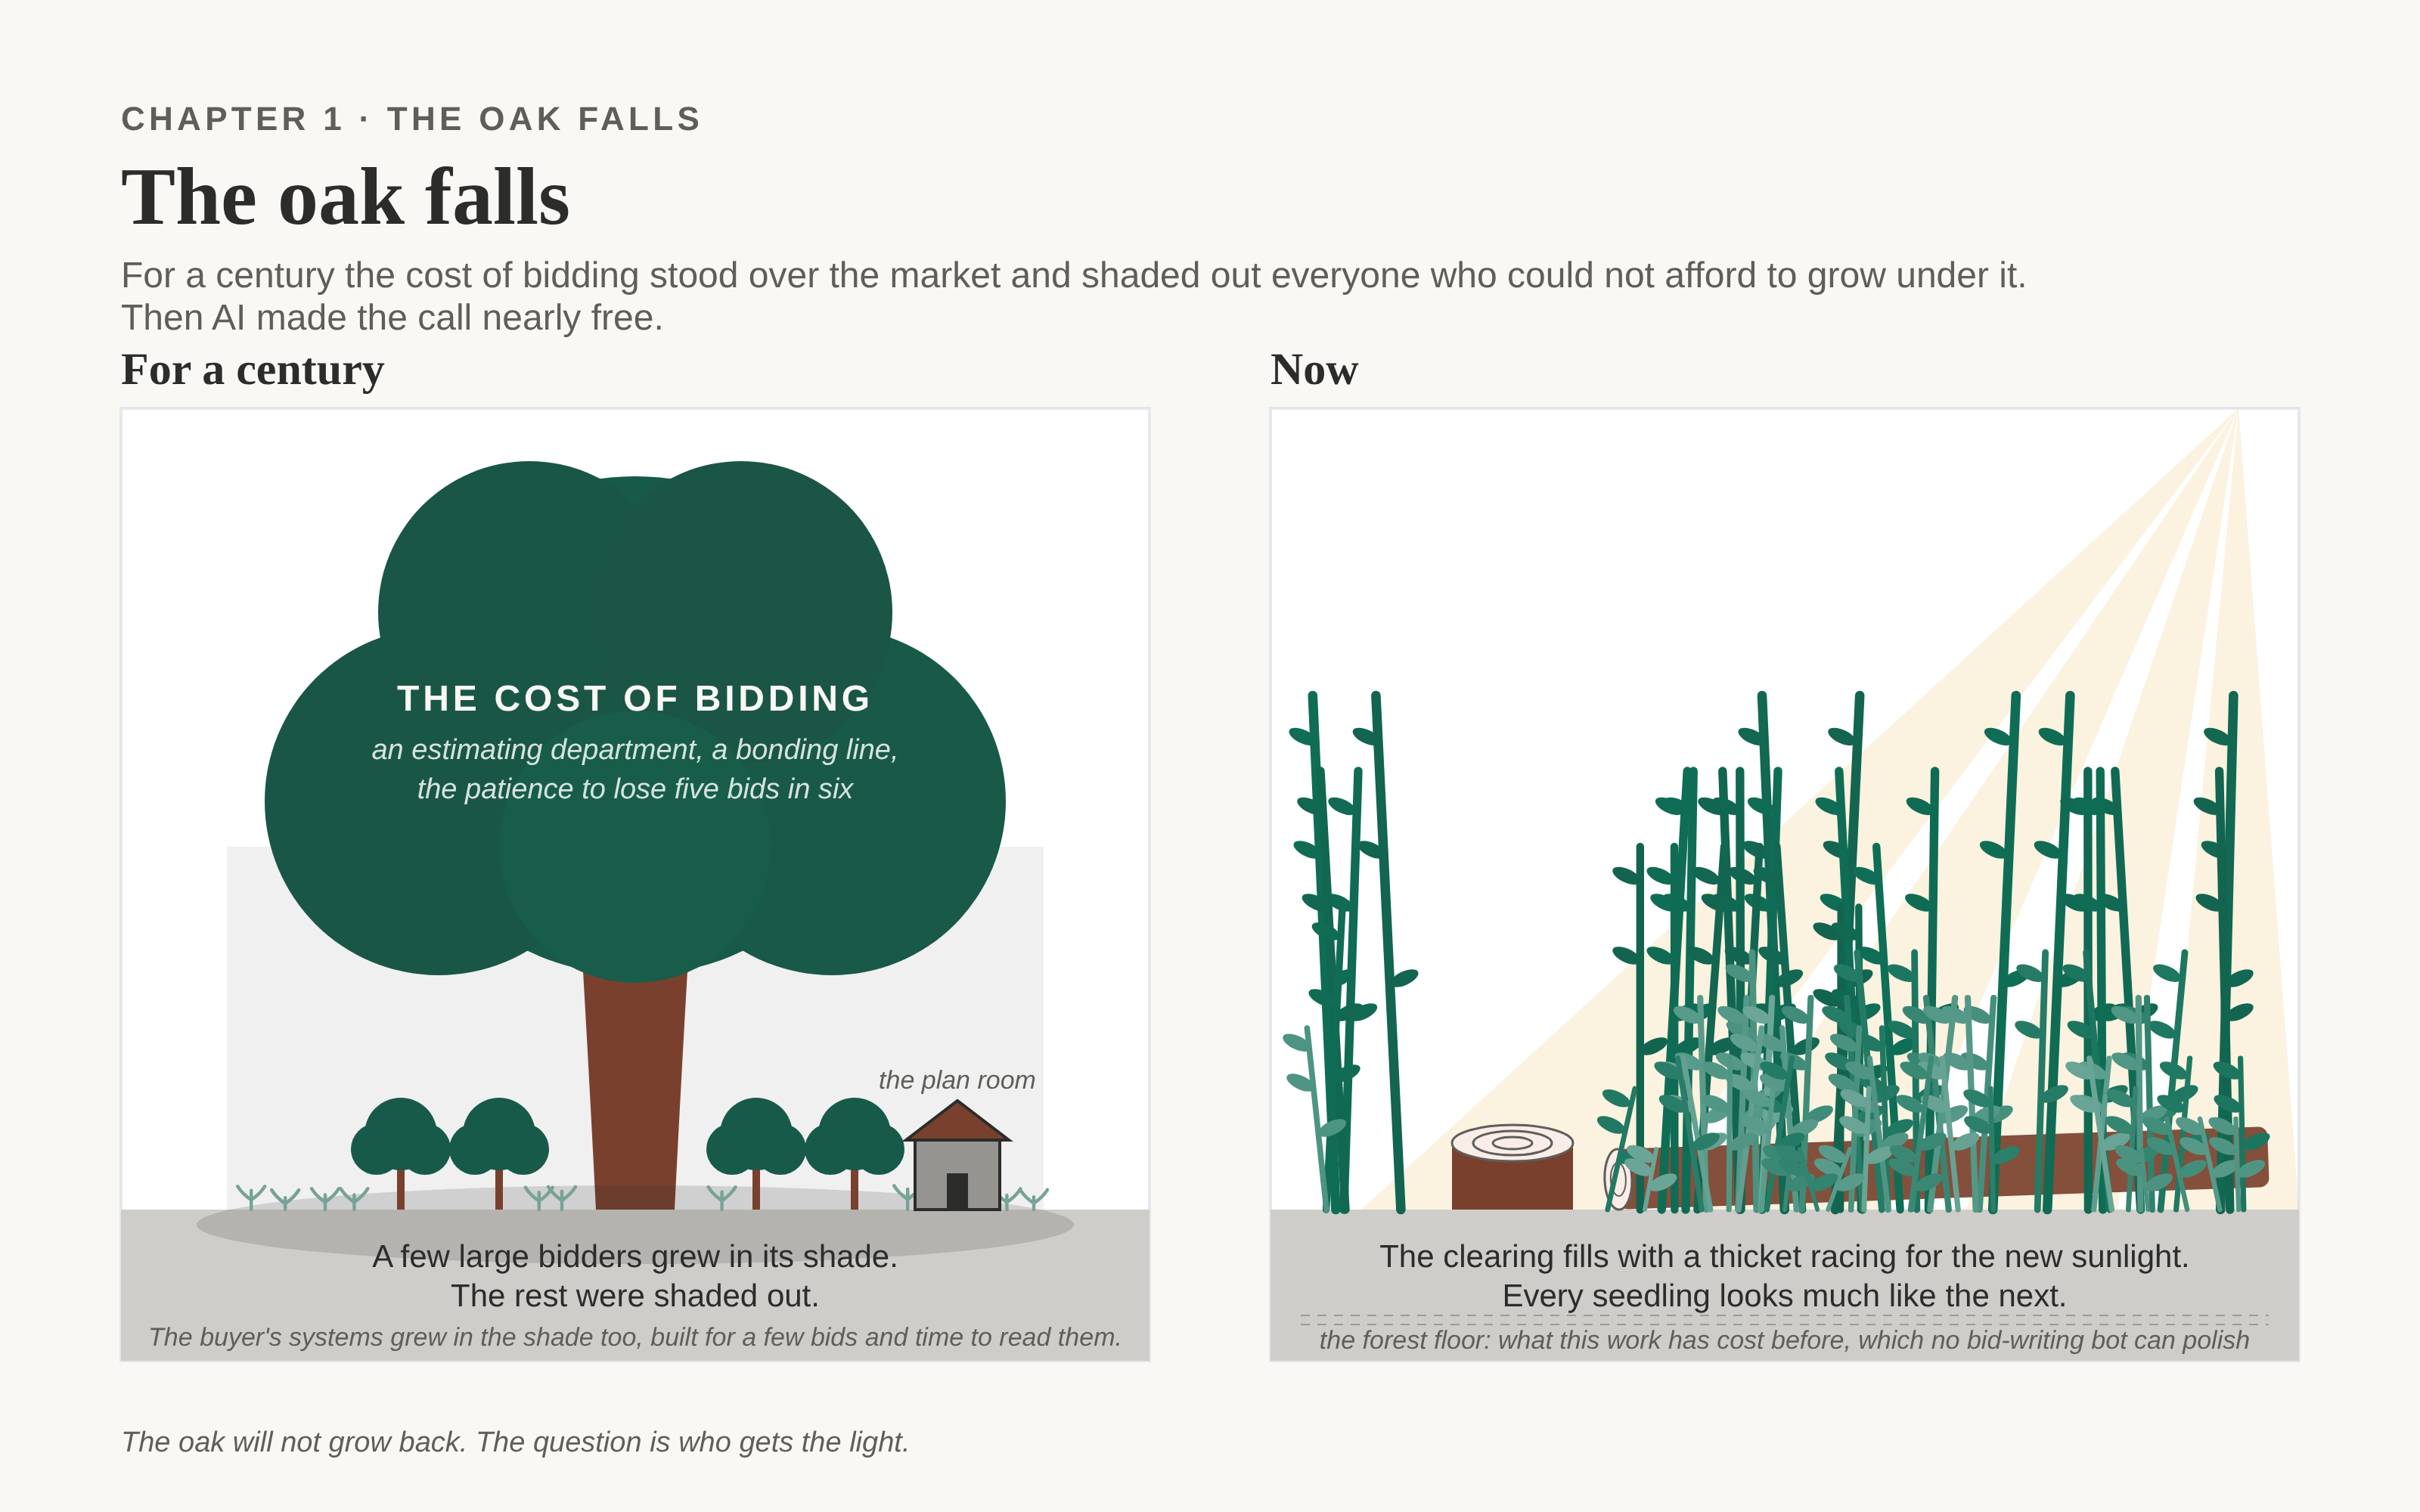 CHAPTER 1 · THE OAK FALLS
The oak falls
For a century the cost of bidding stood over the market and shaded out everyone who could not afford to grow under it.
Then AI made the call nearly free.
For a century
THE COST OF BIDDING
an estimating department, a bonding line,
the patience to lose five bids in six
the plan room
A few large bidders grew in its shade.
The rest were shaded out.
The buyer's systems grew in the shade too, built for a few bids and time to read them.
Now
The clearing fills with a thicket racing for the new sunlight.
Every seedling looks much like the next.
the forest floor: what this work has cost before, which no bid-writing bot can polish
The oak will not grow back. The question is who gets the light.